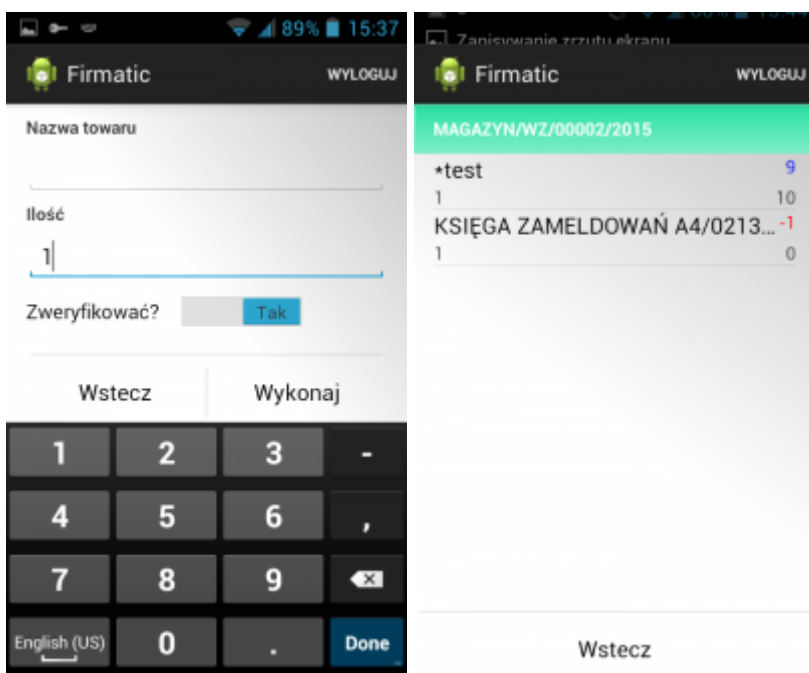 89% 15:37
Firmatic WYLOGUJ
Nazwa towaru
Ilość
1
Zweryfikować? Tak
Wstecz Wykonaj
1 2 3 -
4 5 6 ,
7 8 9
English (US) 0 . Done
Zapisywanie zrzutu ekranu
Firmatic WYLOGUJ
MAGAZYN/WZ/00002/2015
*test 9
1 10
KSIĘGA ZAMELDOWAŃ A4/0213... -1
1 0
Wstecz